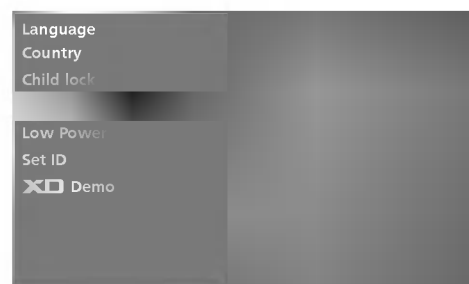 Language
Country
Child lock
Low Power
Set ID
XD Demo